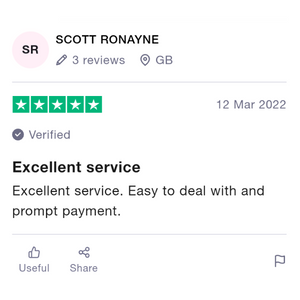 SR
SCOTT RONAYNE
3 reviews GB
12 Mar 2022
Verified
Excellent service
Excellent service. Easy to deal with and
prompt payment.
Useful Share